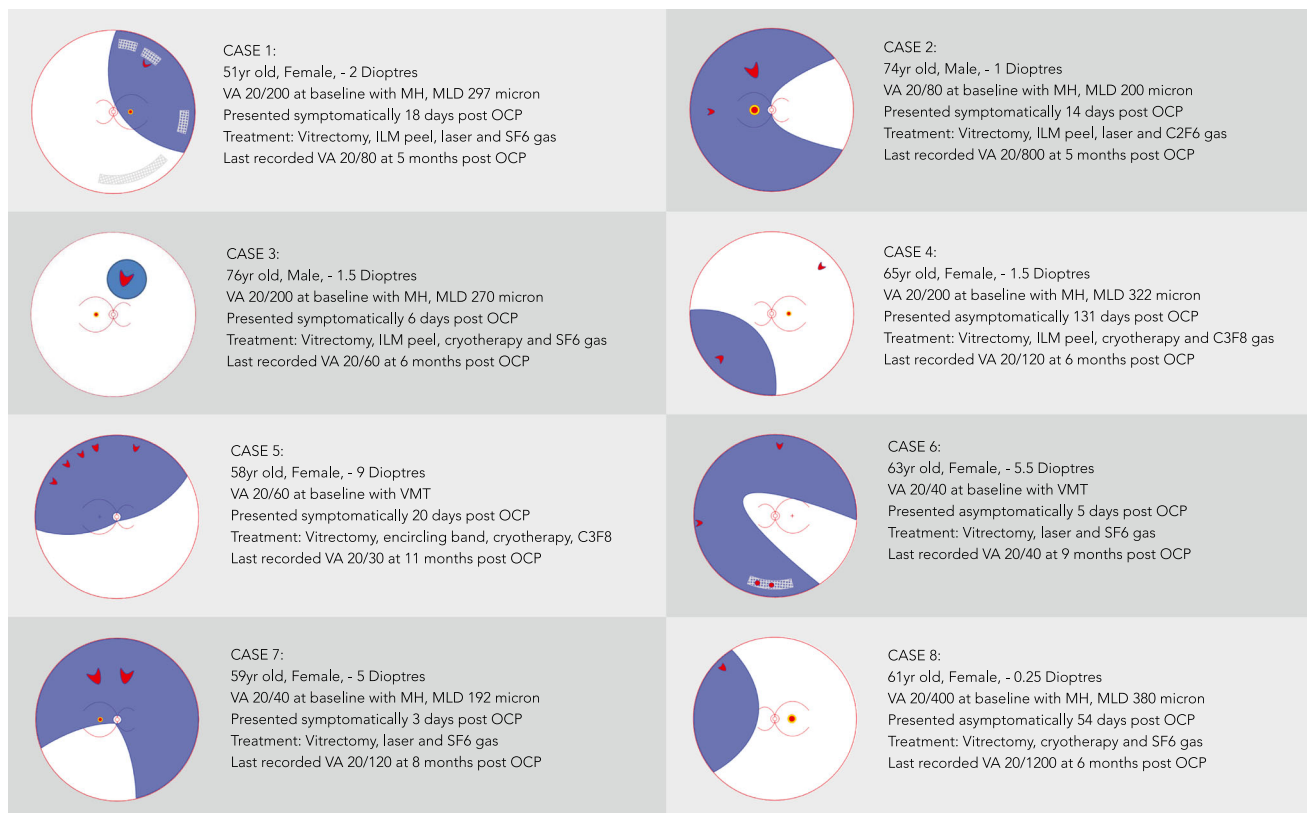 CASE 1:
51yr old, Female, - 2 Dioptres
VA 20/200 at baseline with MH, MLD 297 micron
Presented symptomatically 18 days post OCP
Treatment: Vitrectomy, ILM peel, laser and SF6 gas
Last recorded VA 20/80 at 5 months post OCP
CASE 2:
74yr old, Male, - 1 Dioptres
VA 20/80 at baseline with MH, MLD 200 micron
Presented symptomatically 14 days post OCP
Treatment: Vitrectomy, ILM peel, laser and C2F6 gas
Last recorded VA 20/800 at 5 months post OCP
CASE 3:
76yr old, Male, - 1.5 Dioptres
VA 20/200 at baseline with MH, MLD 270 micron
Presented symptomatically 6 days post OCP
Treatment: Vitrectomy, ILM peel, cryotherapy and SF6 gas
Last recorded VA 20/60 at 6 months post OCP
CASE 4:
65yr old, Female, - 1.5 Dioptres
VA 20/200 at baseline with MH, MLD 322 micron
Presented asymptomatically 131 days post OCP
Treatment: Vitrectomy, ILM peel, cryotherapy and C3F8 gas
Last recorded VA 20/120 at 6 months post OCP
CASE 5:
58yr old, Female, - 9 Dioptres
VA 20/60 at baseline with VMT
Presented symptomatically 20 days post OCP
Treatment: Vitrectomy, encircling band, cryotherapy, C3F8
Last recorded VA 20/30 at 11 months post OCP
CASE 6:
63yr old, Female, - 5.5 Dioptres
VA 20/40 at baseline with VMT
Presented asymptomatically 5 days post OCP
Treatment: Vitrectomy, laser and SF6 gas
Last recorded VA 20/40 at 9 months post OCP
CASE 7:
59yr old, Female, - 5 Dioptres
VA 20/40 at baseline with MH, MLD 192 micron
Presented symptomatically 3 days post OCP
Treatment: Vitrectomy, laser and SF6 gas
Last recorded VA 20/120 at 8 months post OCP
CASE 8:
61yr old, Female, - 0.25 Dioptres
VA 20/400 at baseline with MH, MLD 380 micron
Presented asymptomatically 54 days post OCP
Treatment: Vitrectomy, cryotherapy and SF6 gas
Last recorded VA 20/1200 at 6 months post OCP